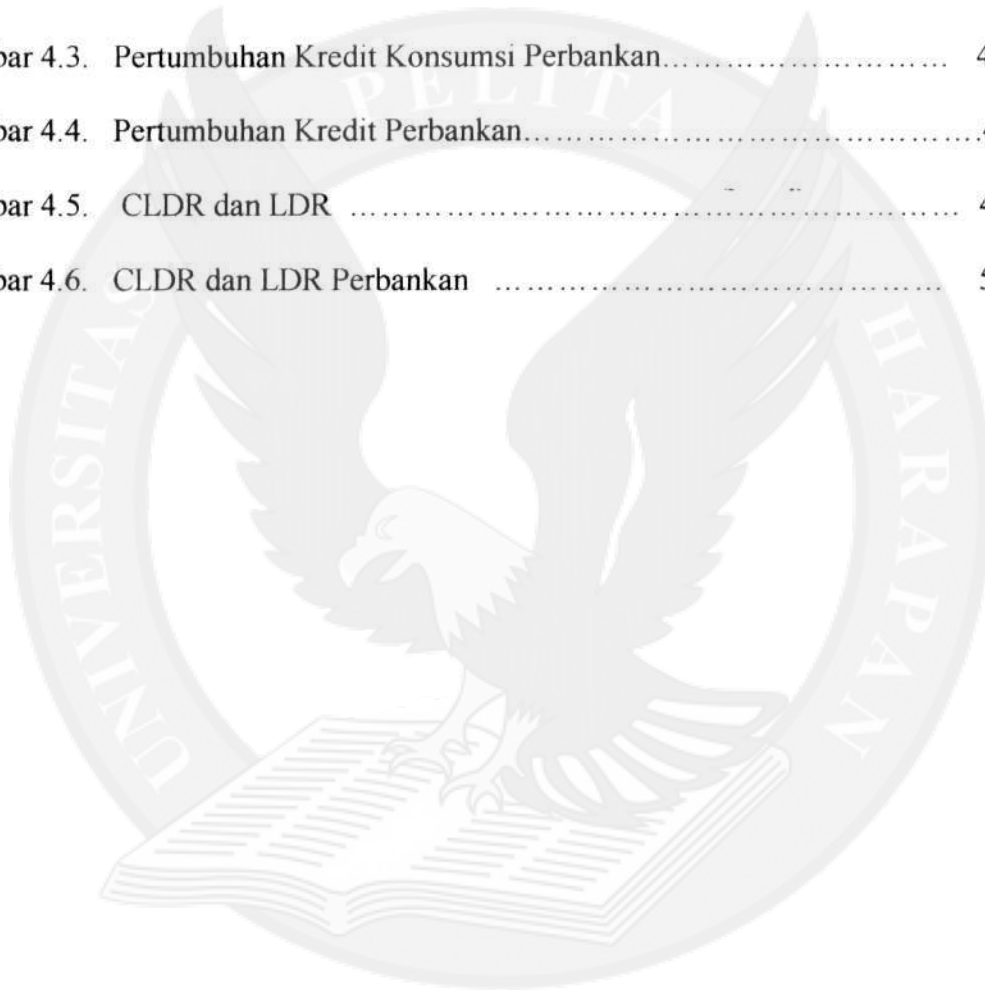 bar 4.3. Pertumbuhan Kredit Konsumsi Perbankan........................... 4
bar 4.4. Pertumbuhan Kredit Perbankan.............................................
bar 4.5. CLDR dan LDR ............................................................ 4
bar 4.6. CLDR dan LDR Perbankan ............................................
UNIVERSITAS PELITA HARAPAN